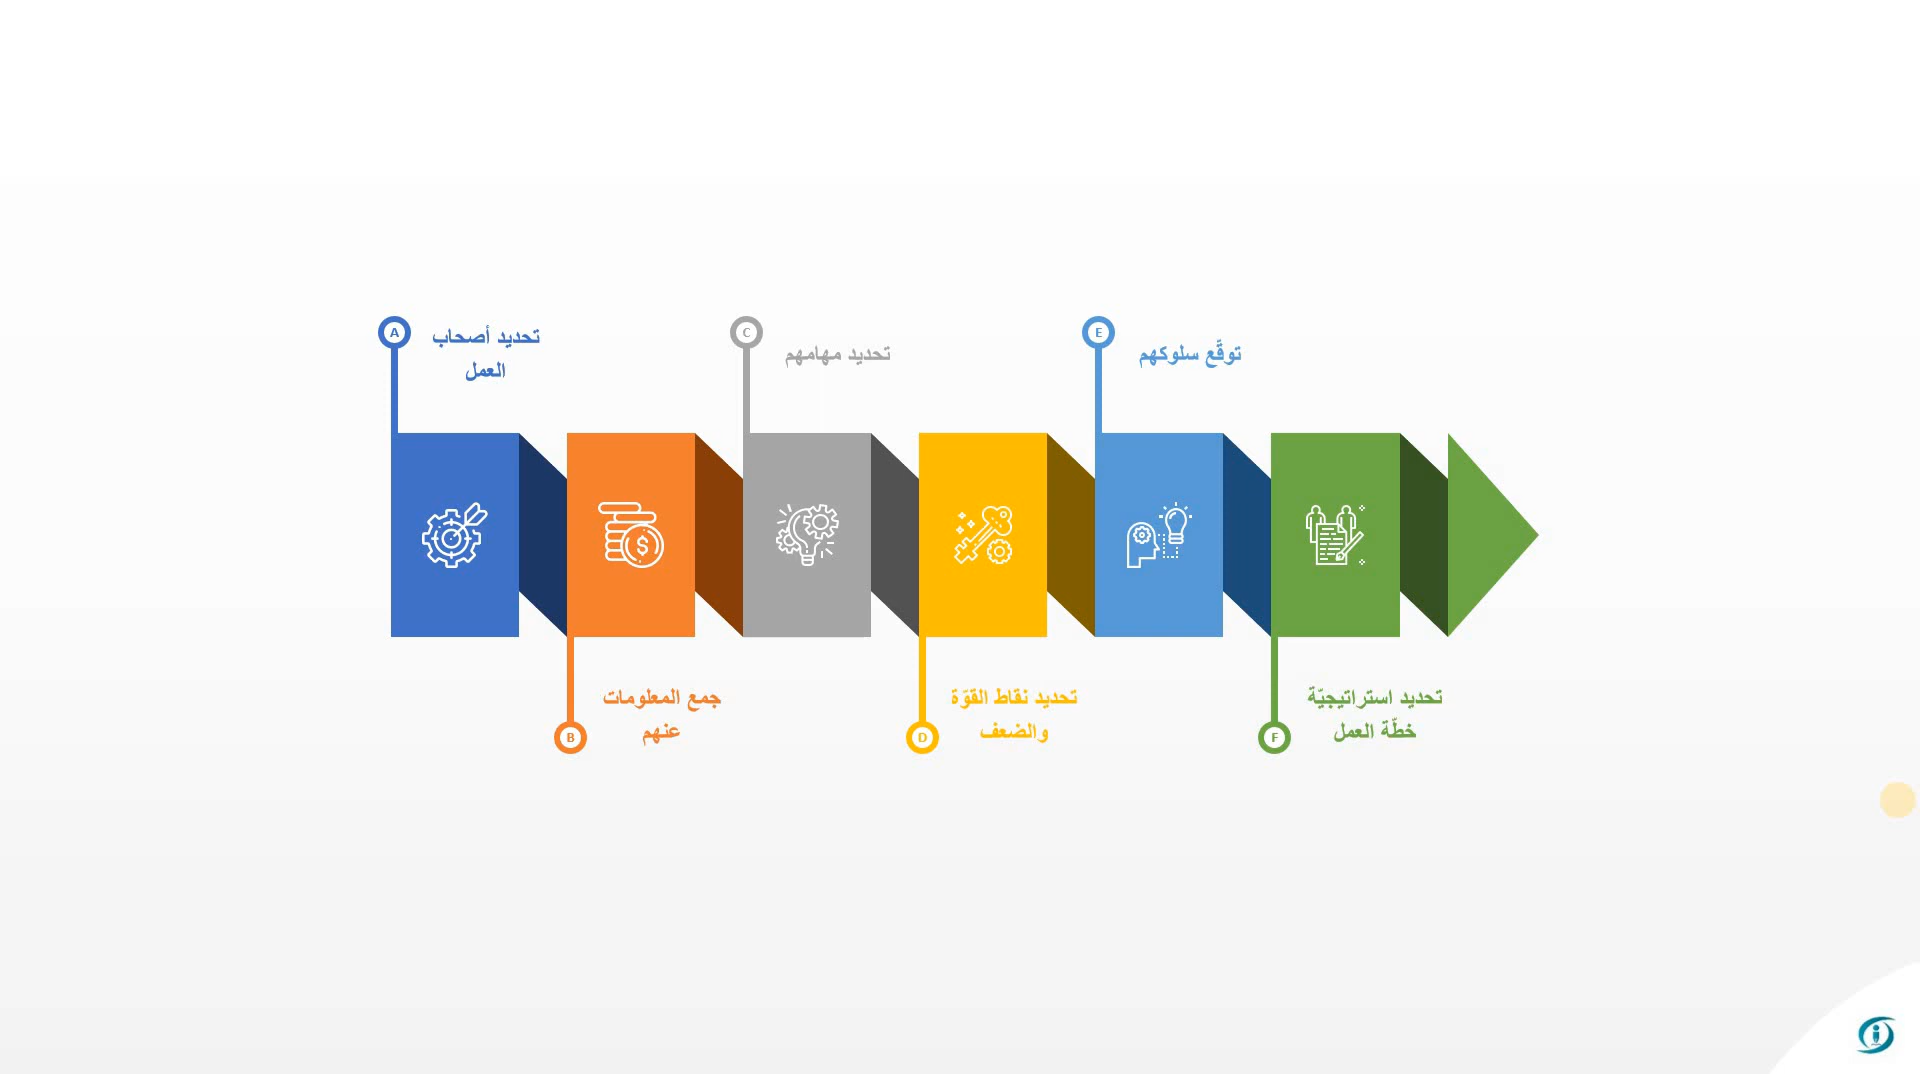 A
تحديد أصحاب
العمل
B
جمع المعلومات
عنهم
C
تحديد مهامهم
D
تحديد نقاط القوّة
والضعف
E
توقّع سلوكهم
F
تحديد استراتيجيّة
خطّة العمل
$